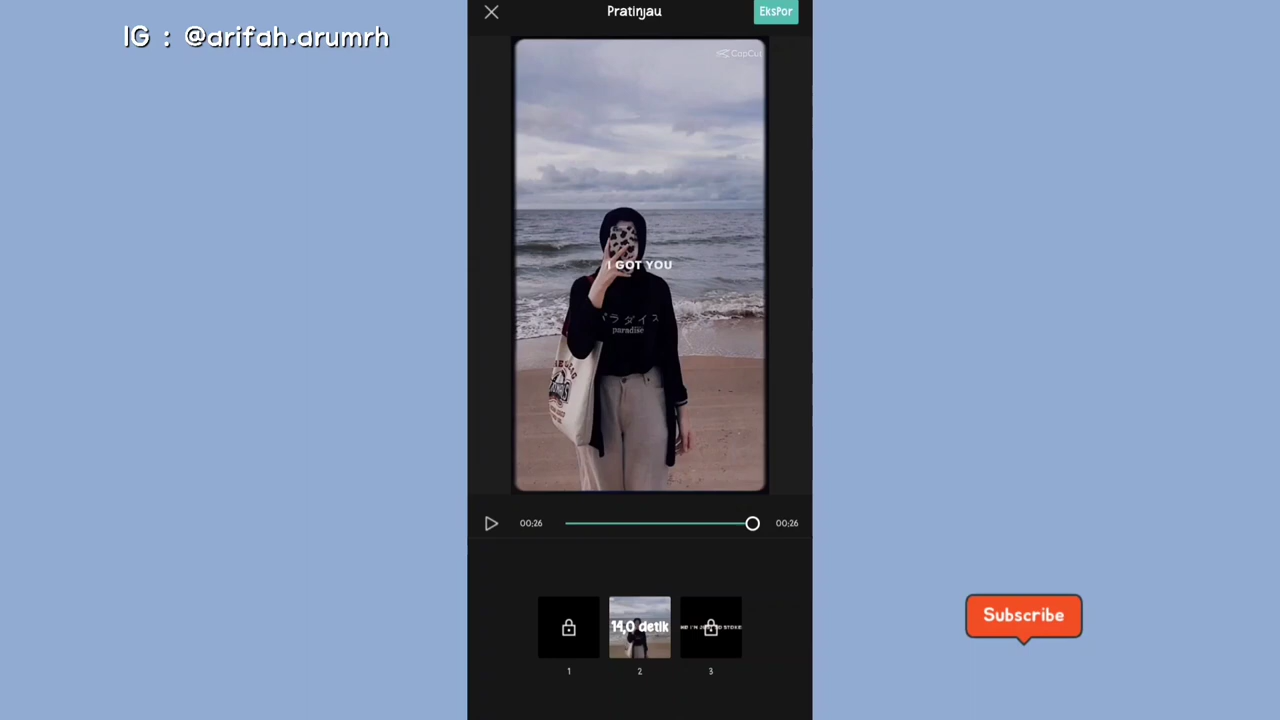 IG : @arifah.arumrh
Pratinjau
Ekspor
CapCut
I GOT YOU
パラダイス
paradise
00:26
00:26
14,0 detik
Subscribe
1
2
3